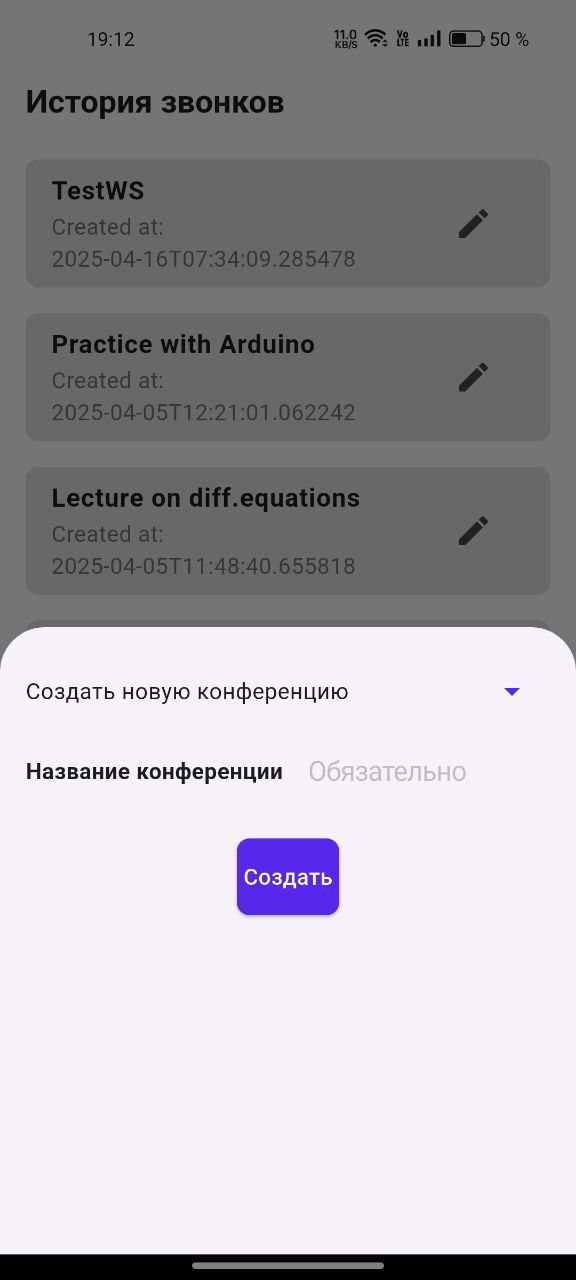 19:12 11.0 KB/S Vo LTE 50 %
История звонков
TestWS
Created at:
2025-04-16T07:34:09.285478
Practice with Arduino
Created at:
2025-04-05T12:21:01.062242
Lecture on diff.equations
Created at:
2025-04-05T11:48:40.655818
Создать новую конференцию
Название конференции Обязательно
Создать